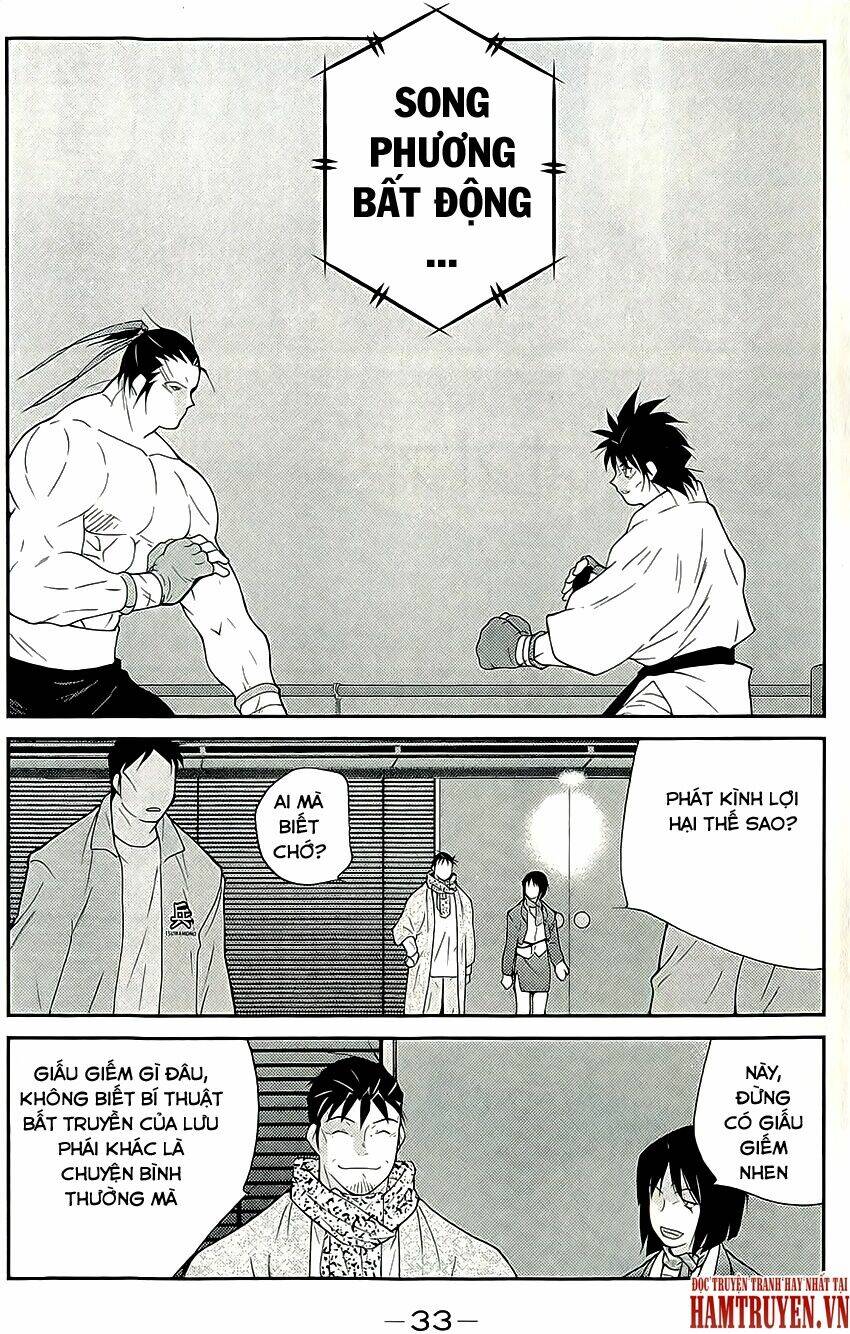 SONG
PHƯƠNG
BẤT ĐỘNG
...
PHÁT KÌNH LỢI
HẠI THẾ SAO?
AI MÀ
BIẾT
CHỚ?
兵
TSUWAMONO
NÀY,
ĐỪNG
CÓ GIẤU
GIẾM
NHEN
GIẤU GIẾM GÌ ĐÂU,
KHÔNG BIẾT BÍ THUẬT
BẤT TRUYỀN CỦA LƯU
PHÁI KHÁC LÀ
CHUYỆN BÌNH
THƯỜNG MÀ
ĐỌC TRUYỆN TRANH HAY NHẤT TẠI
HAMTRUYEN.VN
—33—